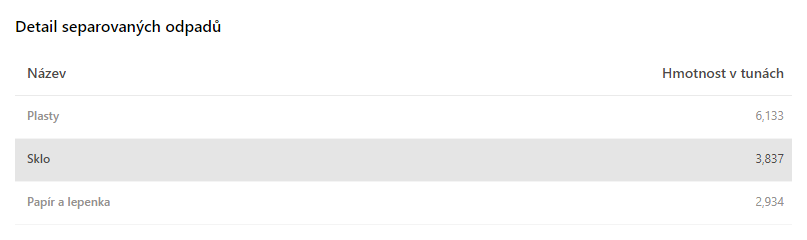 Detail separovaných odpadů
Název Hmotnost v tunách
Plasty 6,133
Sklo 3,837
Papír a lepenka 2,934